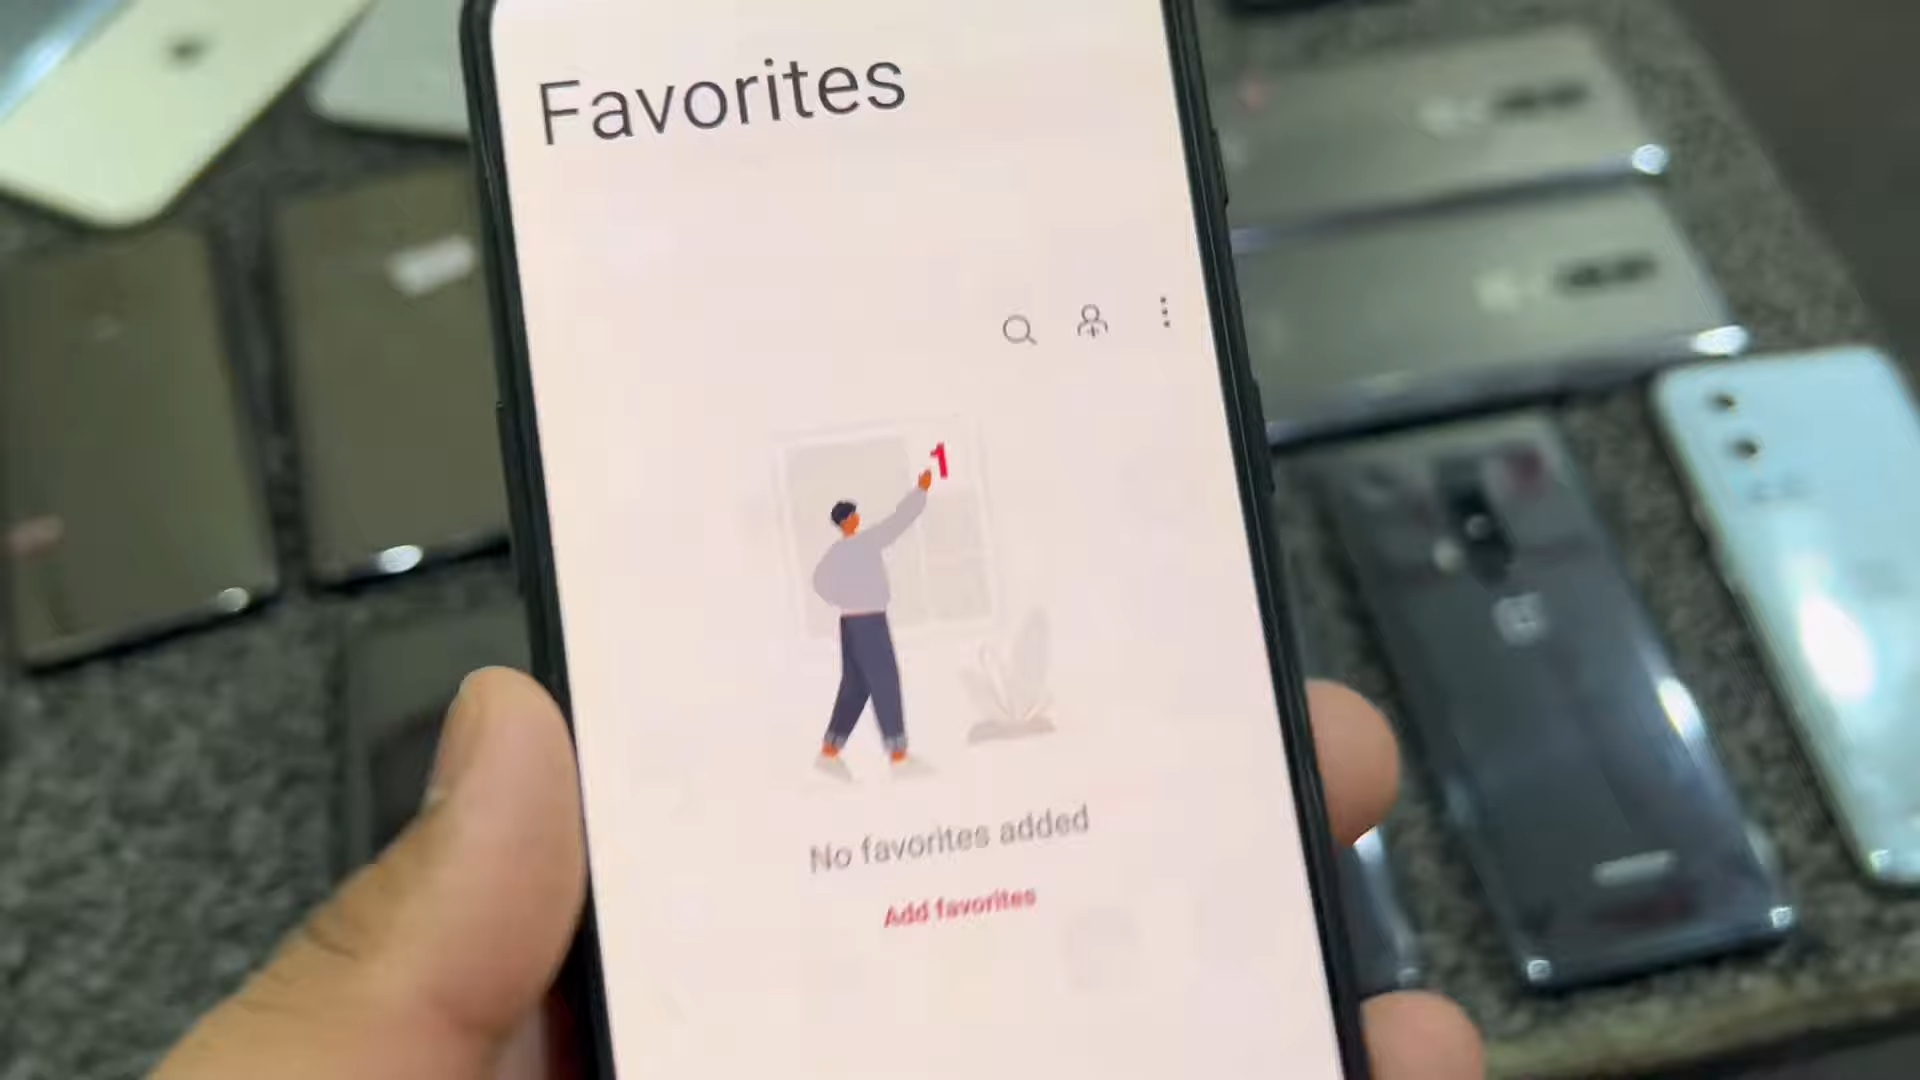 Favorites
1
No favorites added
Add favorites